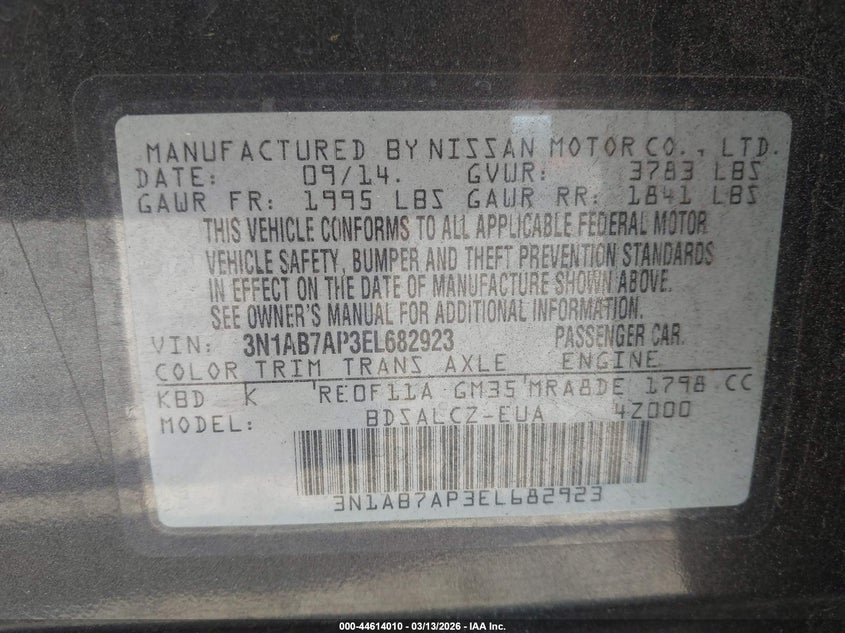 MANUFACTURED BY NISSAN MOTOR CO., LTD.
DATE: 09/14. GVWR: 3783 LBS
GAWR FR: 1995 LBS GAWR RR: 1841 LBS
THIS VEHICLE CONFORMS TO ALL APPLICABLE FEDERAL MOTOR
VEHICLE SAFETY, BUMPER AND THEFT PREVENTION STANDARDS
IN EFFECT ON THE DATE OF MANUFACTURE SHOWN ABOVE.
SEE OWNER'S MANUAL FOR ADDITIONAL INFORMATION.
VIN: 3N1AB7AP3EL682923 PASSENGER CAR.
COLOR TRIM TRANS AXLE ENGINE
KBD K RE0F11A GM35 MRA8DE 1798 CC
MODEL: BDSALCZ-EUA 4Z000
3N1AB7AP3EL682923
000-44614010 | 03/13/2026 - IAA Inc.